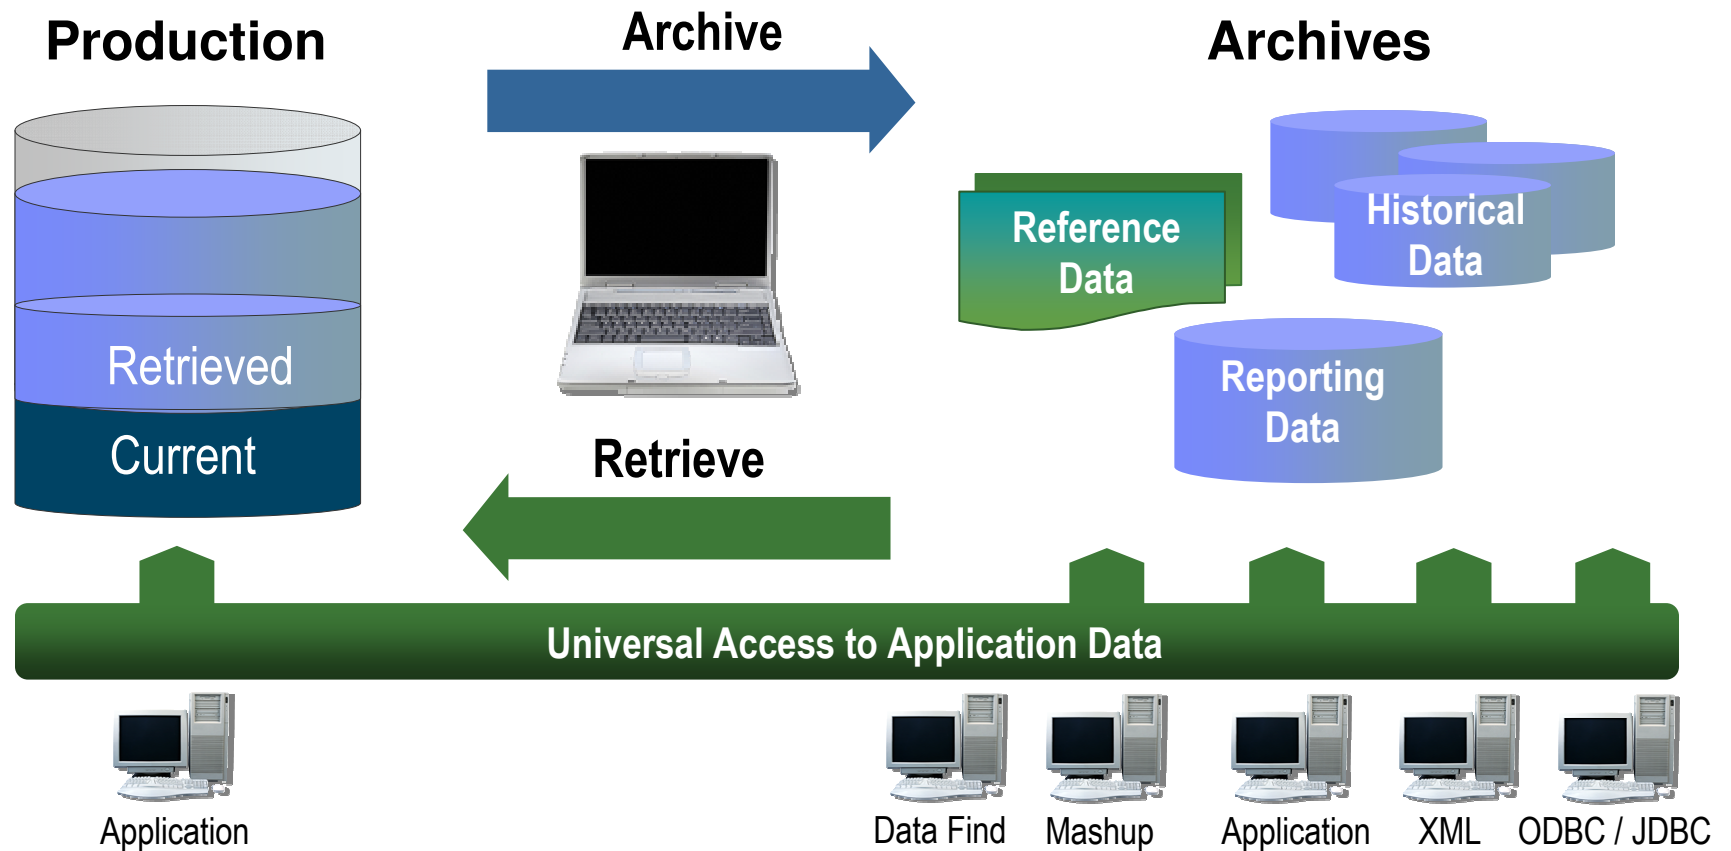 Production
Archive
Archives
Reference
Data
Historical
Data
Retrieved
Reporting
Data
Current
Retrieve
Universal Access to Application Data
Application
Data Find
Mashup
Application
XML
ODBC / JDBC